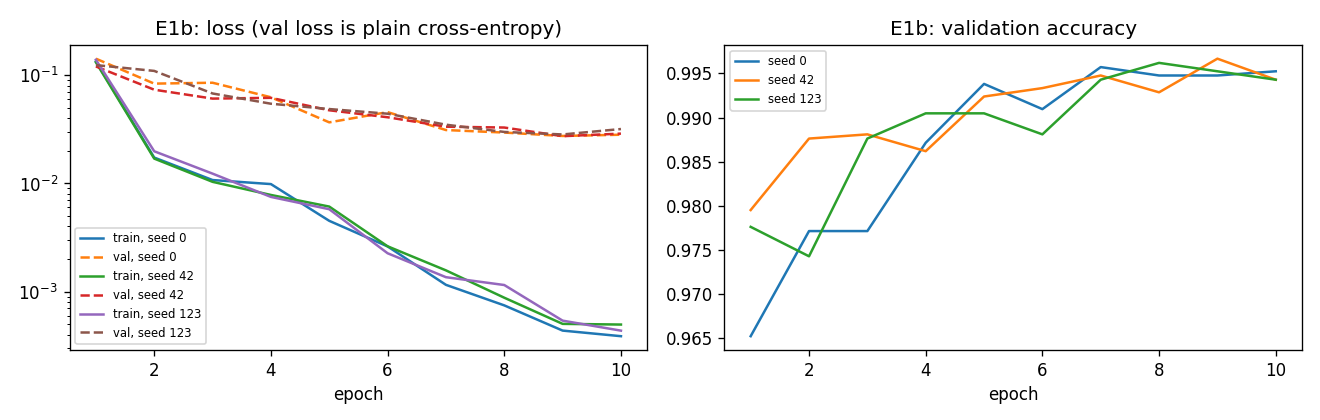 E1b: loss (val loss is plain cross-entropy)
10⁻¹
10⁻²
10⁻³
train, seed 0
val, seed 0
train, seed 42
val, seed 42
train, seed 123
val, seed 123
2 4 6 8 10
epoch
E1b: validation accuracy
0.995
0.990
0.985
0.980
0.975
0.970
0.965
seed 0
seed 42
seed 123
2 4 6 8 10
epoch